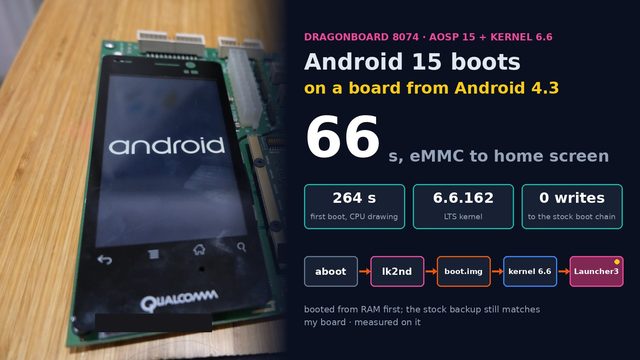 android
QUALCOMM
DRAGONBOARD 8074 · AOSP 15 + KERNEL 6.6
Android 15 boots
on a board from Android 4.3
66 s, eMMC to home screen
264 s
first boot, CPU drawing
6.6.162
LTS kernel
0 writes
to the stock boot chain
aboot
lk2nd
boot.img
kernel 6.6
Launcher3
booted from RAM first; the stock backup still matches
my board · measured on it